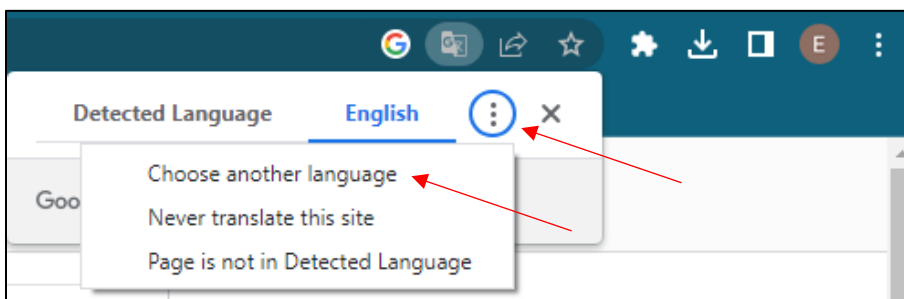 G
E
Detected Language English
Choose another language
Goo
Never translate this site
Page is not in Detected Language